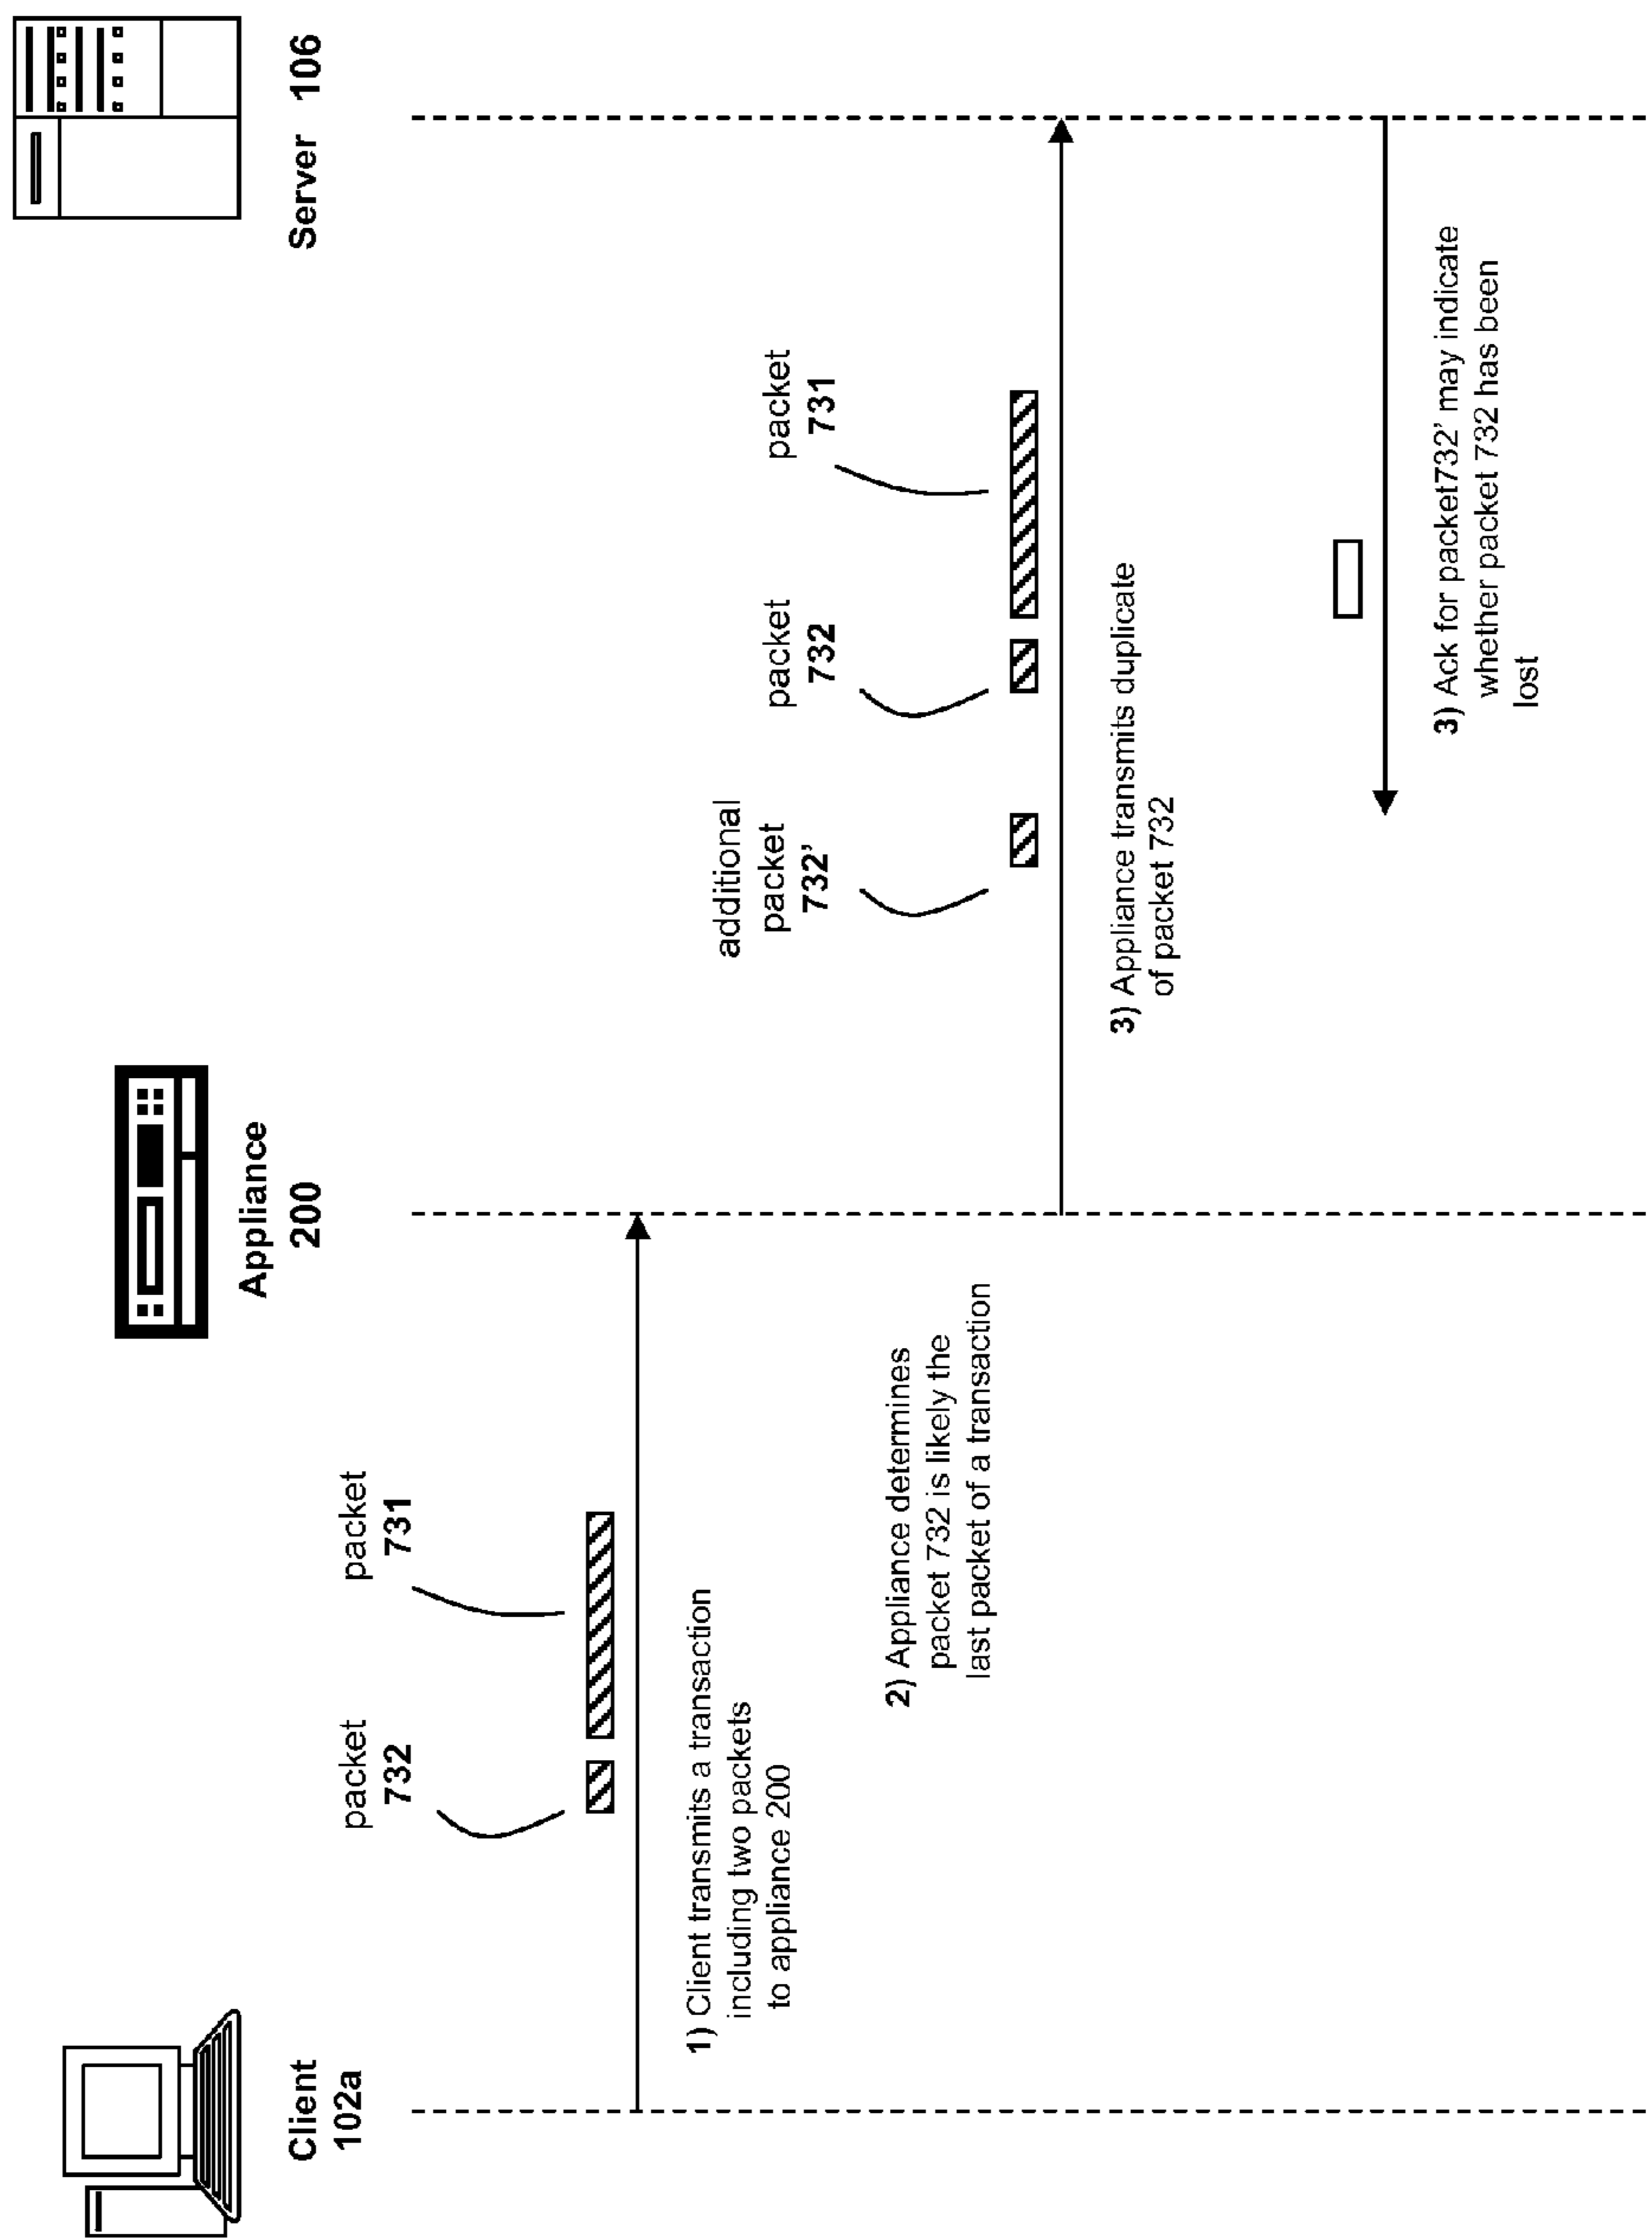 Client
102a
Appliance
200
Server 106
packet
732
packet
731
1) Client transmits a transaction
including two packets
to appliance 200
2) Appliance determines
packet 732 is likely the
last packet of a transaction
additional
packet
732’
packet
732
packet
731
3) Appliance transmits duplicate
of packet 732
3) Ack for packet732’ may indicate
whether packet 732 has been
lost